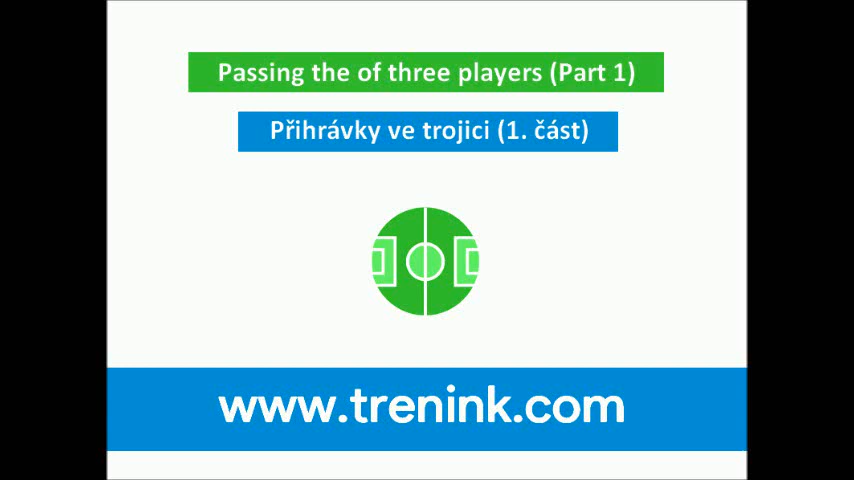 Passing the of three players (Part 1)
Přihrávky ve trojici (1. část)
www.trenink.com